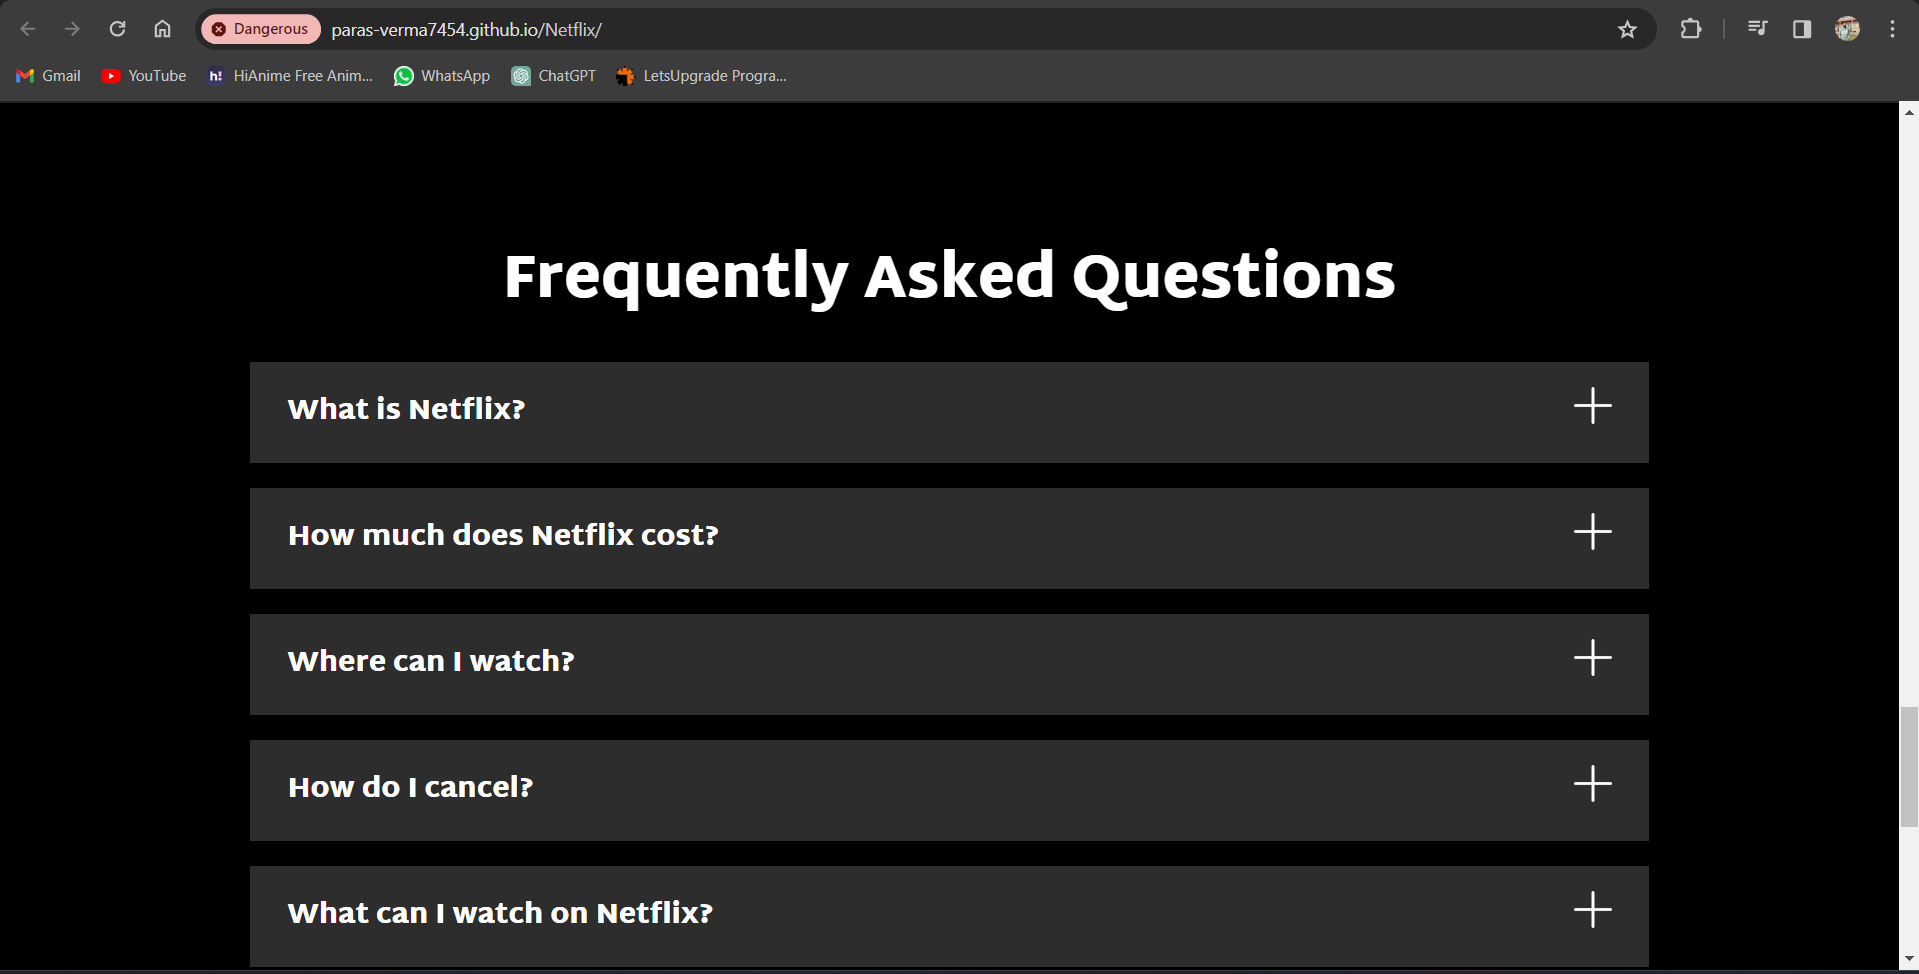 Dangerous paras-verma7454.github.io/Netflix/
Gmail YouTube h! HiAnime Free Anim... WhatsApp ChatGPT LetsUpgrade Progra...
Frequently Asked Questions
What is Netflix?
How much does Netflix cost?
Where can I watch?
How do I cancel?
What can I watch on Netflix?